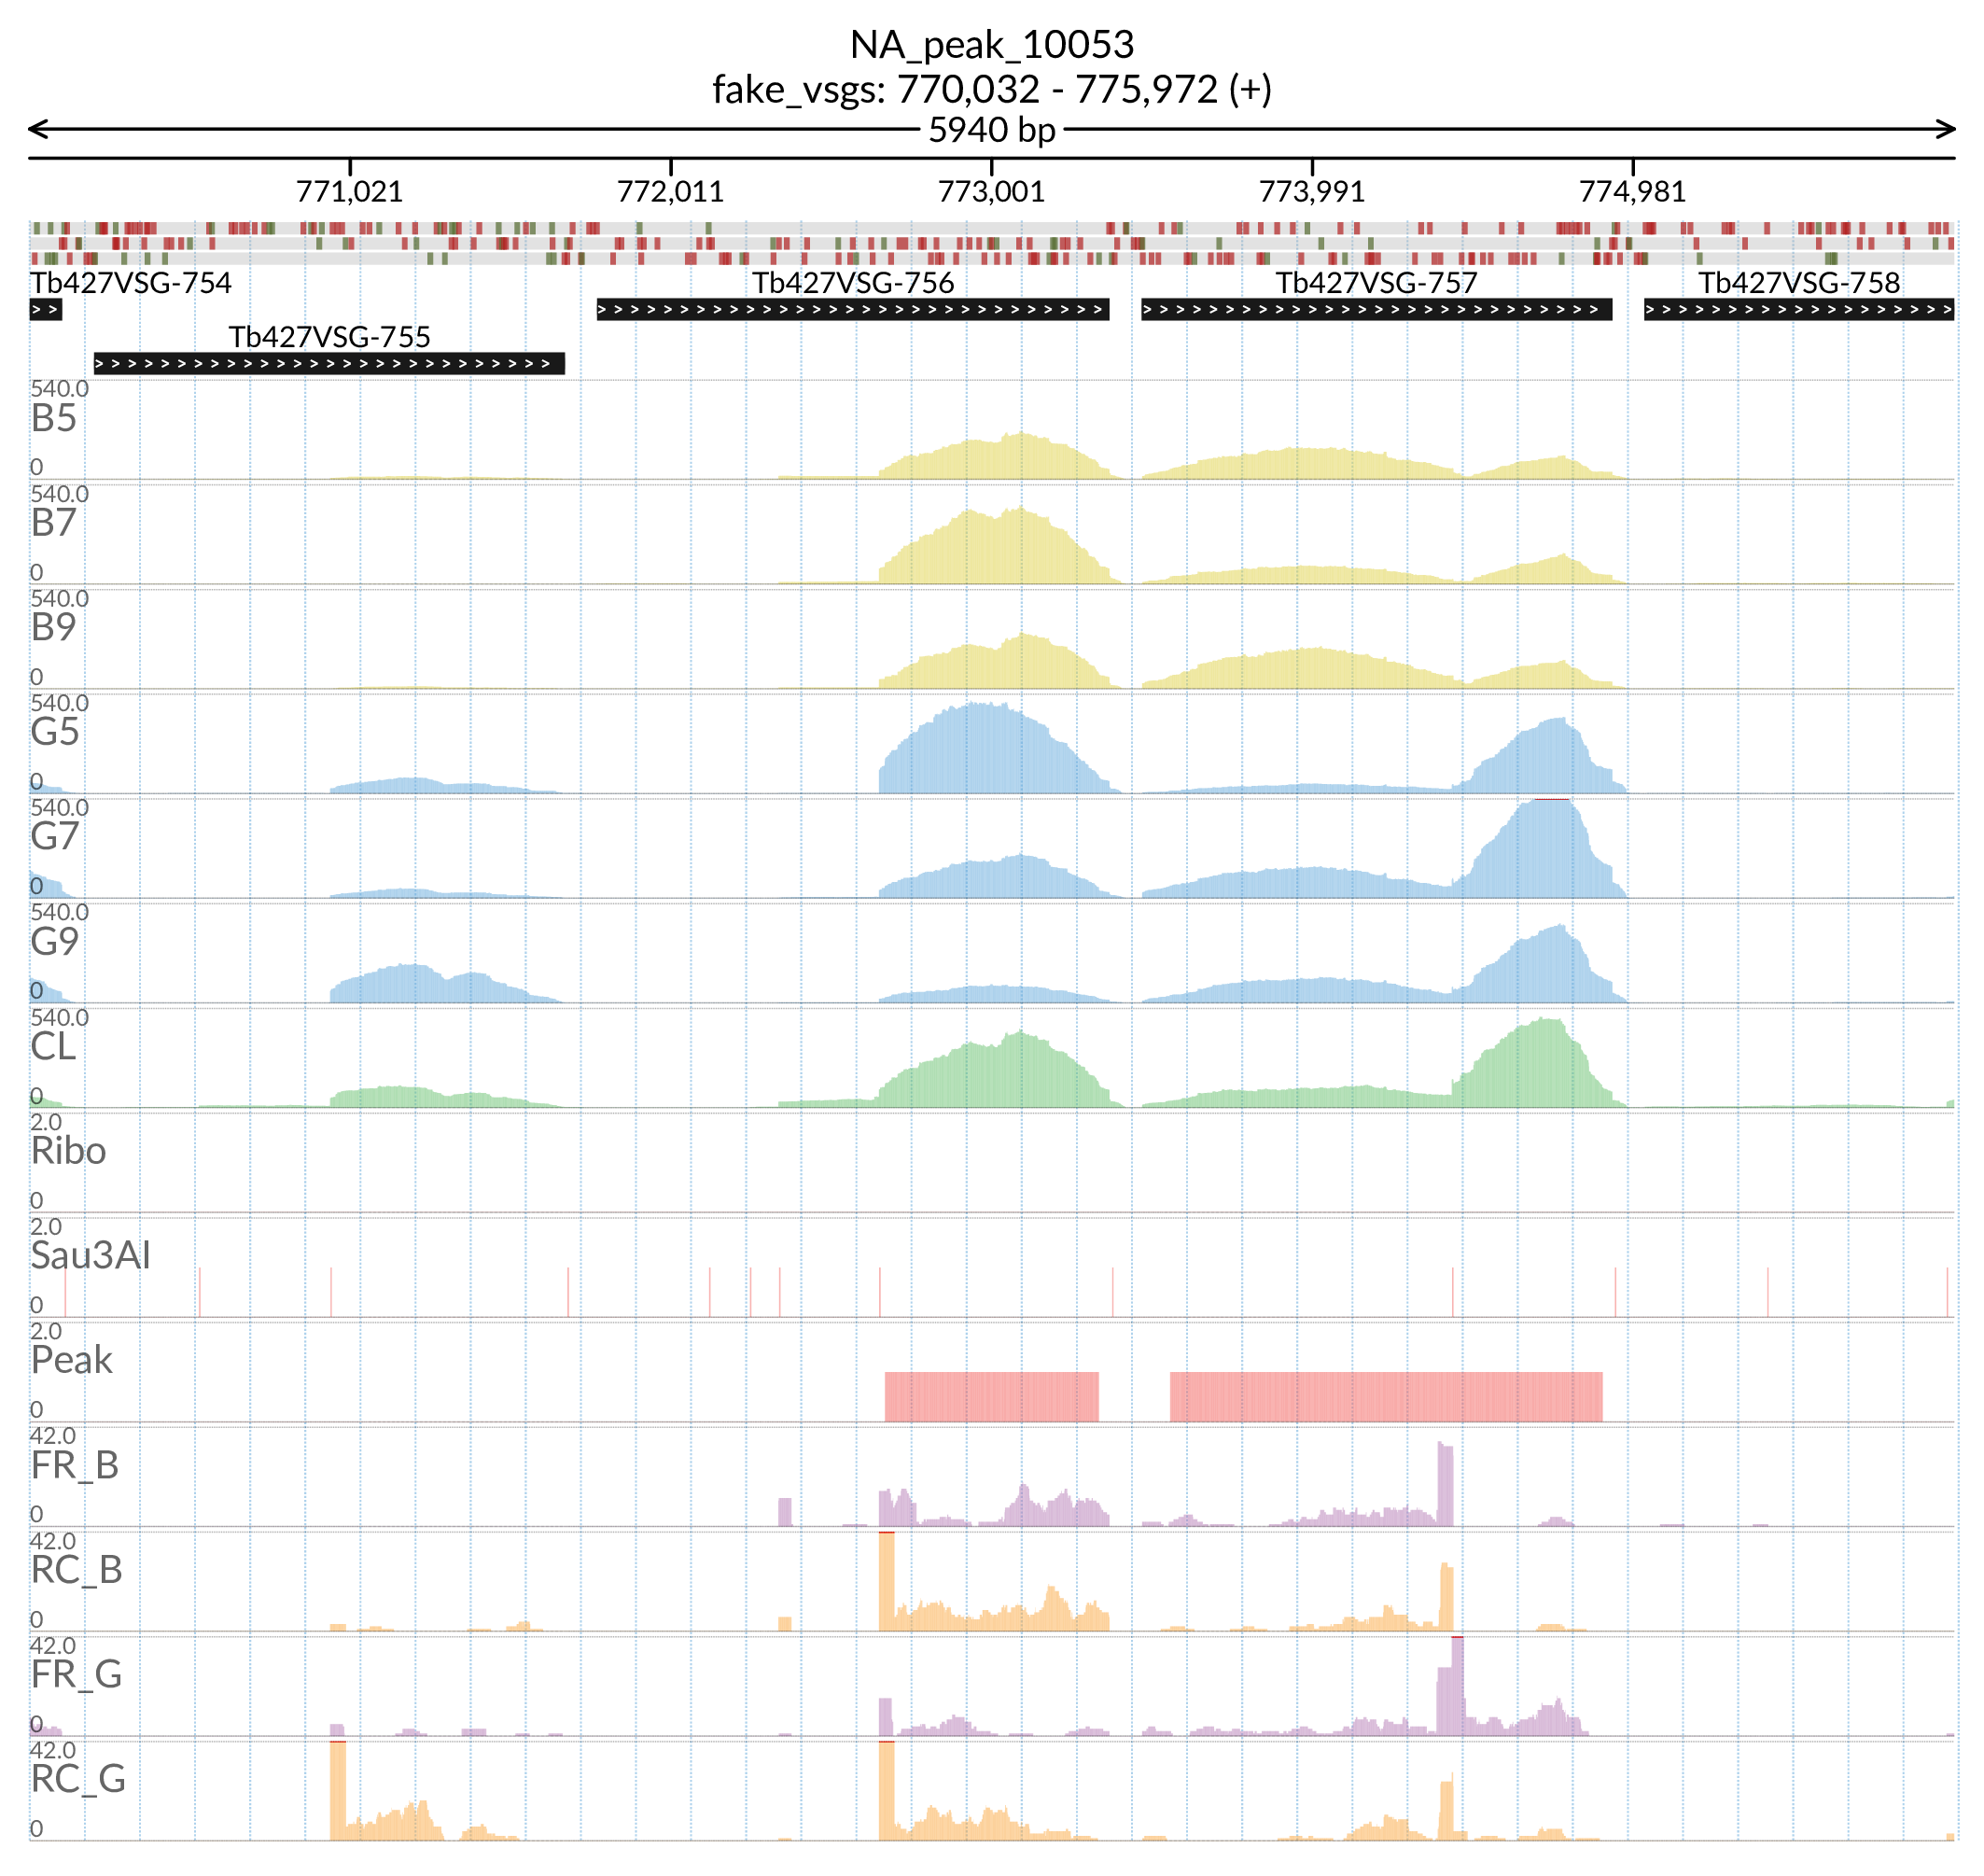 NA_peak_10053
fake_vsgs: 770,032 - 775,972 (+)
5940 bp
771,021 772,011 773,001 773,991 774,981
Tb427VSG-754 Tb427VSG-756 Tb427VSG-757 Tb427VSG-758
Tb427VSG-755
540.0
B5
0
540.0
B7
0
540.0
B9
0
540.0
G5
0
540.0
G7
0
540.0
G9
0
540.0
CL
0
2.0
Ribo
0
2.0
Sau3AI
0
2.0
Peak
0
42.0
FR_B
0
42.0
RC_B
0
42.0
FR_G
0
42.0
RC_G
0